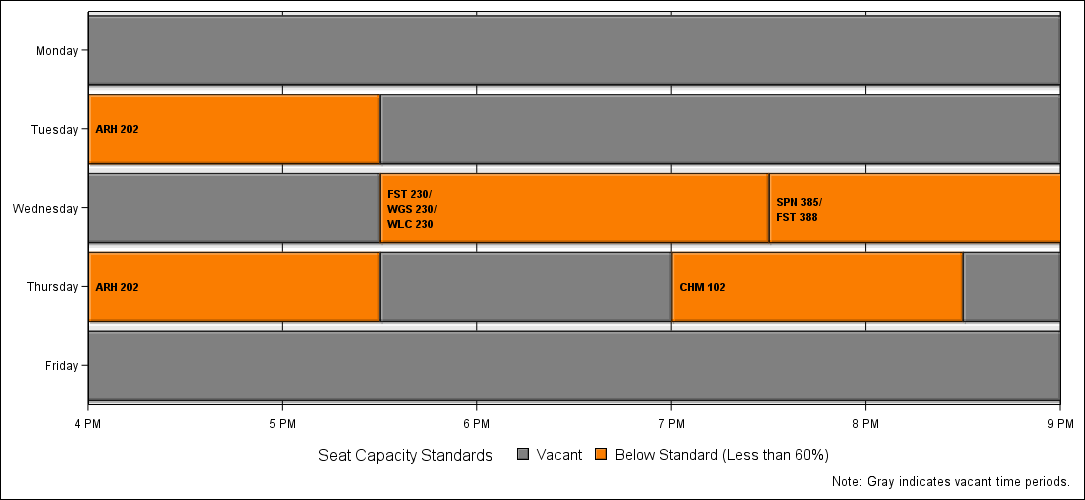 Monday
Tuesday
ARH 202
Wednesday
FST 230/
WGS 230/
WLC 230
SPN 385/
FST 388
Thursday
ARH 202
CHM 102
Friday
4 PM 5 PM 6 PM 7 PM 8 PM 9 PM
Seat Capacity Standards Vacant Below Standard (Less than 60%)
Note: Gray indicates vacant time periods.